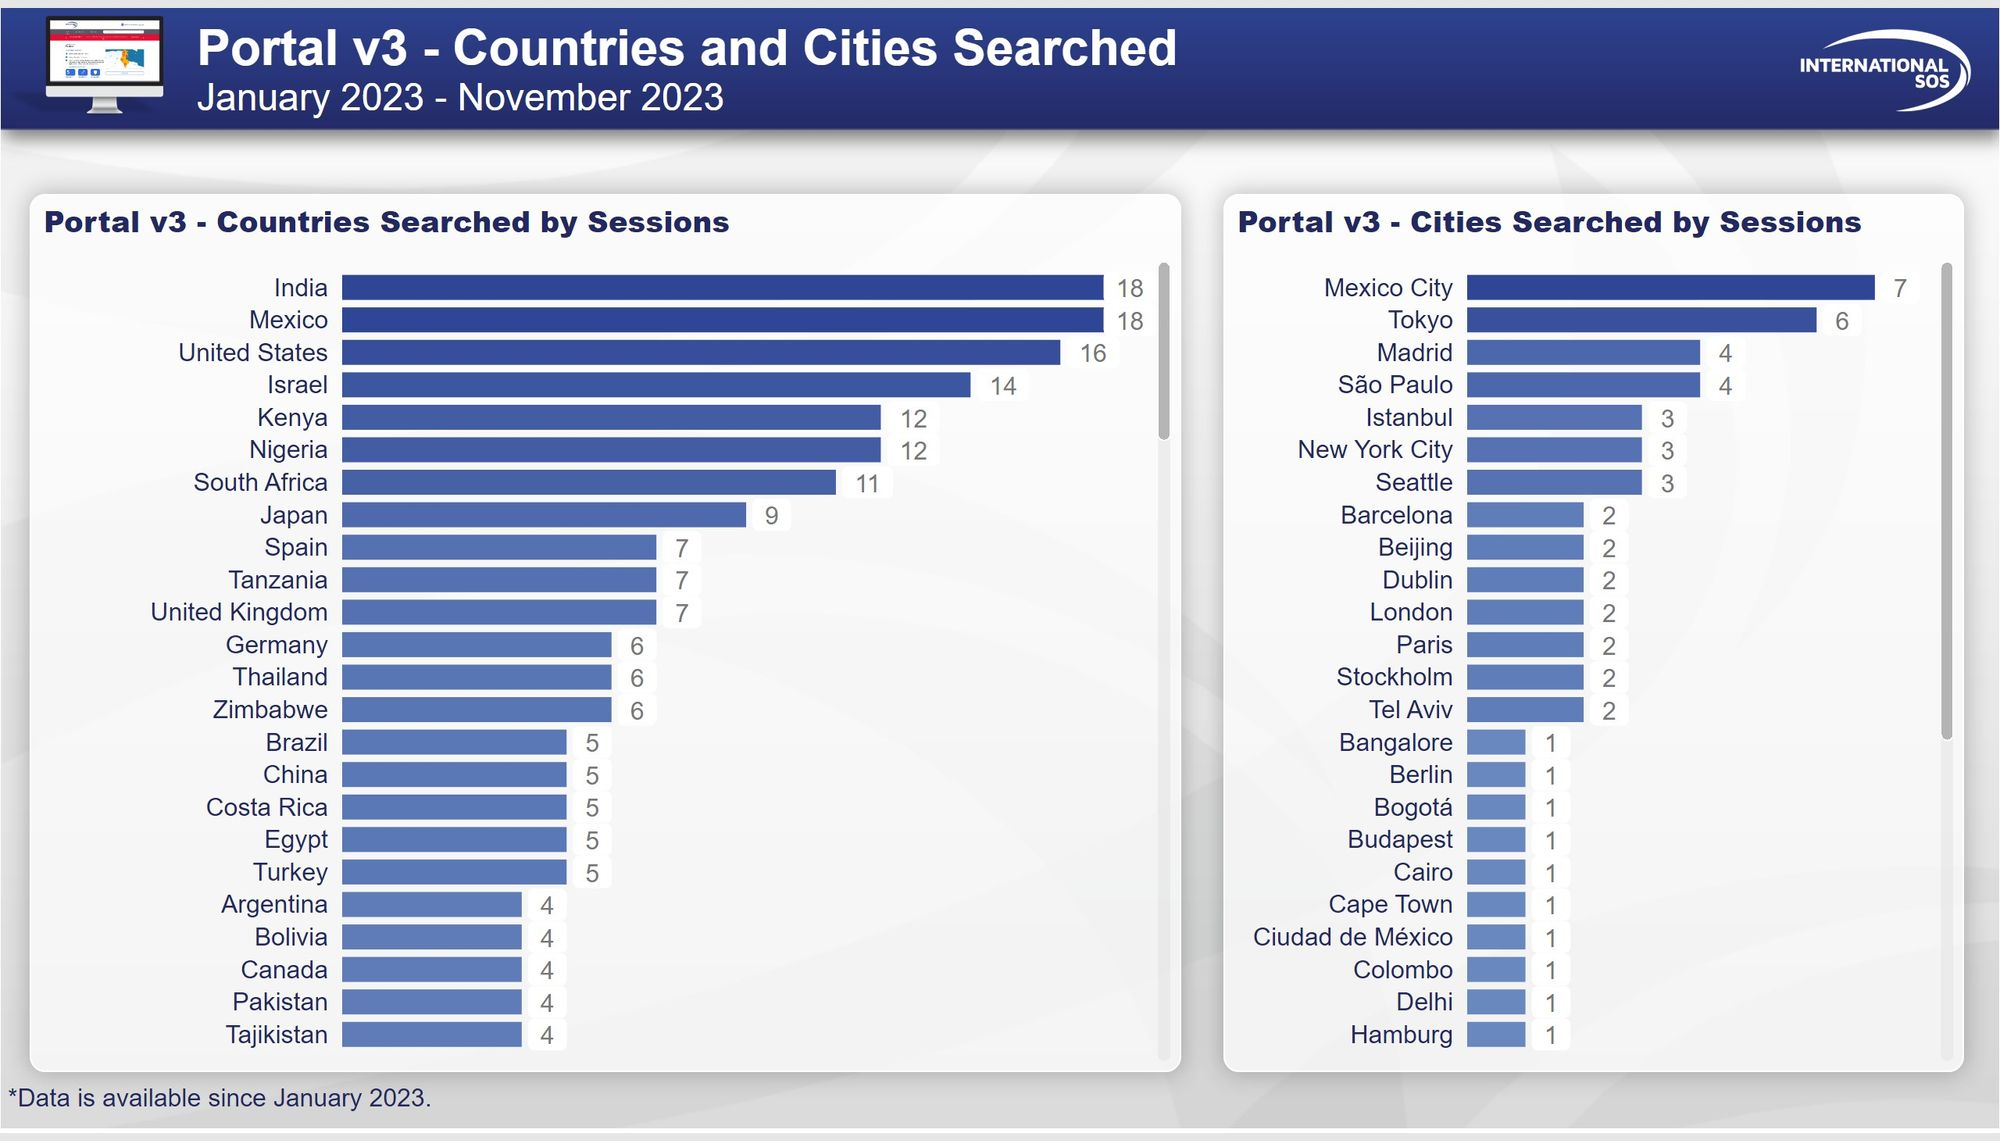 Portal v3 - Countries and Cities Searched
January 2023 - November 2023
INTERNATIONAL
SOS
Portal v3 - Countries Searched by Sessions
India 18
Mexico 18
United States 16
Israel 14
Kenya 12
Nigeria 12
South Africa 11
Japan 9
Spain 7
Tanzania 7
United Kingdom 7
Germany 6
Thailand 6
Zimbabwe 6
Brazil 5
China 5
Costa Rica 5
Egypt 5
Turkey 5
Argentina 4
Bolivia 4
Canada 4
Pakistan 4
Tajikistan 4
Portal v3 - Cities Searched by Sessions
Mexico City 7
Tokyo 6
Madrid 4
São Paulo 4
Istanbul 3
New York City 3
Seattle 3
Barcelona 2
Beijing 2
Dublin 2
London 2
Paris 2
Stockholm 2
Tel Aviv 2
Bangalore 1
Berlin 1
Bogotá 1
Budapest 1
Cairo 1
Cape Town 1
Ciudad de México 1
Colombo 1
Delhi 1
Hamburg 1
*Data is available since January 2023.